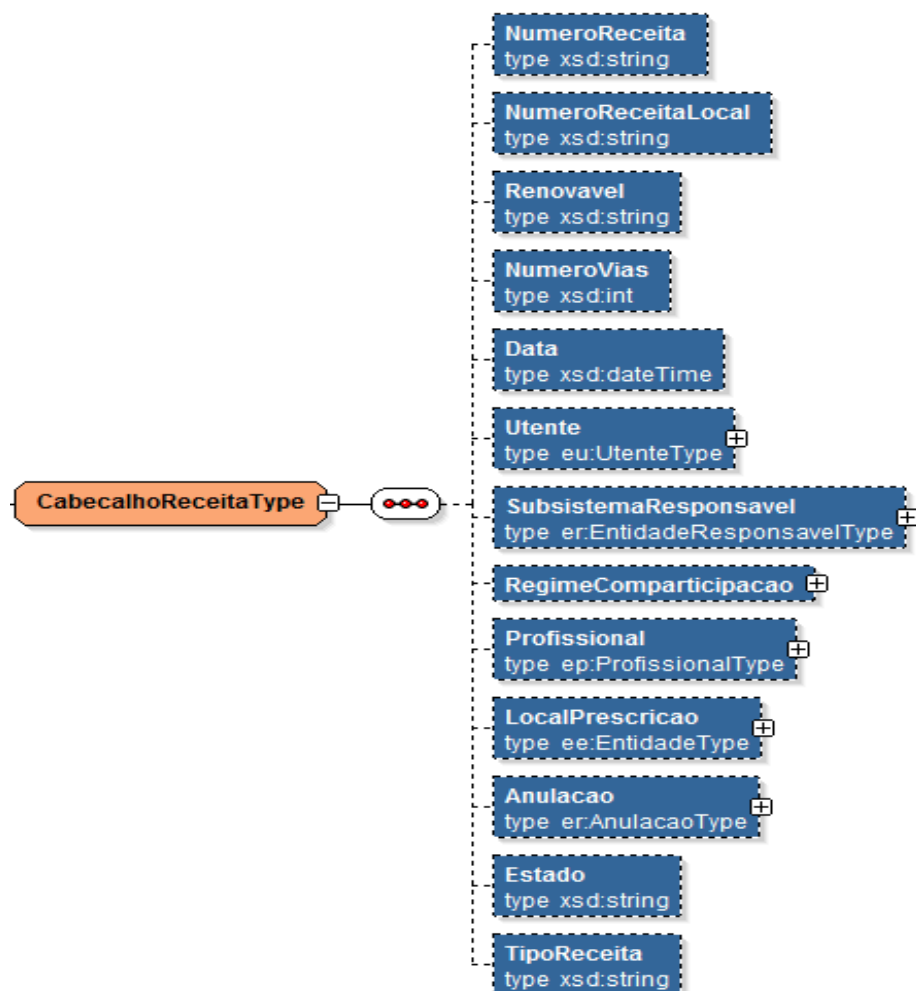 NumeroReceita
type xsd:string
NumeroReceitaLocal
type xsd:string
Renovavel
type xsd:string
NumeroVias
type xsd:int
Data
type xsd:dateTime
Utente
type eu:UtenteType
CabecalhoReceitaType
SubsistemaResponsavel
type er:EntidadeResponsavelType
RegimeComparticipacao
Profissional
type ep:ProfissionalType
LocalPrescricao
type ee:EntidadeType
Anulacao
type er:AnulacaoType
Estado
type xsd:string
TipoReceita
type xsd:string